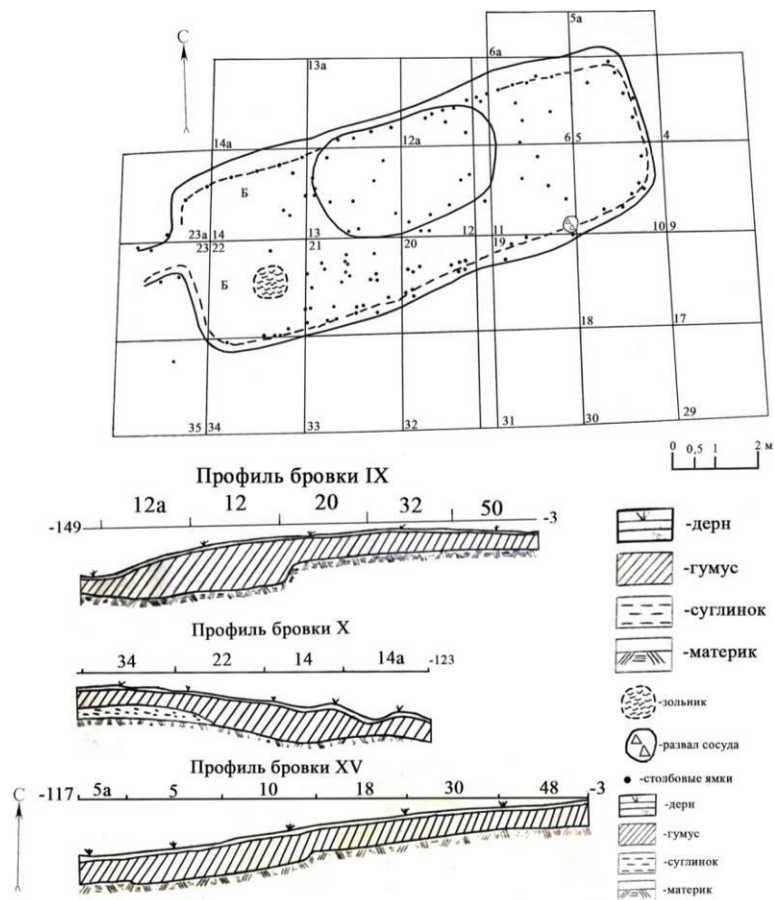 С
5а
13а
6а
14а
12а
6 5
4
Б
23а 14
13
12
11
10 9
23 22
21
20
19
Б
18
17
35 34
33
32
31
30
29
0 0,5 1 2 м
Профиль бровки IX
12а 12 20 32 50
-149 -3
-дерн
-гумус
-суглинок
-материк
Профиль бровки X
34 22 14 14а -123
-зольник
-развал сосуда
-столбовые ямки
Профиль бровки XV
С
-117 5а 5 10 18 30 48 -3
-дерн
-гумус
-суглинок
-материк